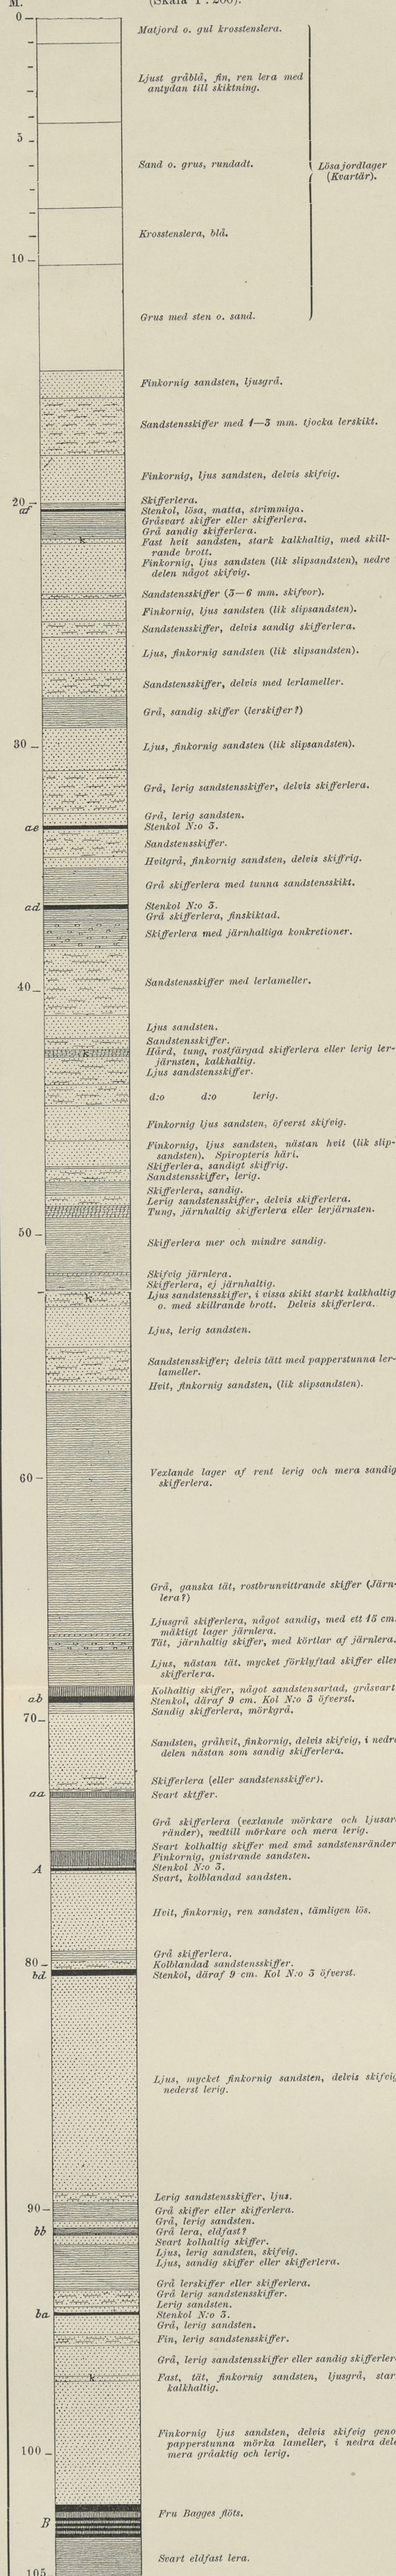 M.
(Skala 1 : 200).
0
Matjord o. gul krosstenslera.
Ljust gråblå, fin, ren lera med
antydan till skiktning.
5
Sand o. grus, rundadt.
Lösa jordlager
(Kvartär).
Krosstenslera, blå.
10
Grus med sten o. sand.
Finkornig sandsten, ljusgrå.
Sandstensskiffer med 1—3 mm. tjocka lerskikt.
Finkornig, ljus sandsten, delvis skifvig.
20
Skifferlera.
af
Stenkol, lösa, matta, strimmiga.
Gråsvart skiffer eller skifferlera.
Grå sandig skifferlera.
k
Fast hvit sandsten, stark kalkhaltig, med skill-
rande brott.
Finkornig, ljus sandsten (lik slipsandsten), nedre
delen något skifvig.
Sandstensskiffer (5—6 mm. skifvor).
Finkornig, ljus sandsten (lik slipsandsten).
Sandstensskiffer, delvis sandig skifferlera.
Ljus, finkornig sandsten (lik slipsandsten).
Sandstensskiffer, delvis med lerlameller.
Grå, sandig skiffer (lerskiffer?)
30
Ljus, finkornig sandsten (lik slipsandsten).
Grå, lerig sandstensskiffer, delvis skifferlera.
Grå, lerig sandsten.
ae
Stenkol N:o 3.
Sandstensskiffer.
Hvitgrå, finkornig sandsten, delvis skiffrig.
Grå skifferlera med tunna sandstensskikt.
ad
Stenkol N:o 3.
Grå skifferlera, finskiktad.
Skifferlera med järnhaltiga konkretioner.
40
Sandstensskiffer med lerlameller.
Ljus sandsten.
Sandstensskiffer.
k
Hård, tung, rostfärgad skifferlera eller lerig ler-
järnsten, kalkhaltig.
Ljus sandstensskiffer.
d:o d:o lerig.
Finkornig ljus sandsten, öfverst skifvig.
Finkornig, ljus sandsten, nästan hvit (lik slip-
sandsten). Spiropteris häri.
Skifferlera, sandigt skiffrig.
Sandstensskiffer, lerig.
Skifferlera, sandig.
Lerig sandstensskiffer, delvis skifferlera.
Tung, järnhaltig skifferlera eller lerjärnsten.
50
Skifferlera mer och mindre sandig.
Skifvig järnlera.
Skifferlera, ej järnhaltig.
k
Ljus sandstensskiffer, i vissa skikt starkt kalkhaltig
o. med skillrande brott. Delvis skifferlera.
Ljus, lerig sandsten.
Sandstensskiffer; delvis tätt med papperstunna ler-
lameller.
Hvit, finkornig sandsten, (lik slipsandsten).
60
Vexlande lager af rent lerig och mera sandig
skifferlera.
Grå, ganska tät, rostbrunvittrande skiffer (Järn-
lera?)
Ljusgrå skifferlera, något sandig, med ett 15 cm.
mäktigt lager järnlera.
Tät, järnhaltig skiffer, med körtlar af järnlera.
Ljus, nästan tät, mycket förklyftad skiffer eller
skifferlera.
Kolhaltig skiffer, något sandstensartad, gråsvart
ab
Stenkol, däraf 9 cm. Kol N:o 3 öfverst.
Sandig skifferlera, mörkgrå.
70
Sandsten, gråhvit, finkornig, delvis skifvig, i nedre
delen nästan som sandig skifferlera.
Skifferlera (eller sandstensskiffer).
aa
Svart skiffer.
Grå skifferlera (vexlande mörkare och ljusar
ränder), nedtill mörkare och mera lerig.
Svart kolhaltig skiffer med små sandstensränder
Finkornig, gnistrande sandsten.
A
Stenkol N:o 3.
Svart, kolblandad sandsten.
Hvit, finkornig, ren sandsten, tämligen lös.
Grå skifferlera.
80
Kolblandad sandstensskiffer.
bd
Stenkol, däraf 9 cm. Kol N:o 3 öfverst.
Ljus, mycket finkornig sandsten, delvis skifvig
nederst lerig.
Lerig sandstensskiffer, ljus.
90
Grå skiffer eller skifferlera.
Grå, lerig sandsten.
bb
Grå lera, eldfast?
Svart kolhaltig skiffer.
Ljus, lerig sandsten, skifvig.
Ljus, sandig skiffer eller skifferlera.
Grå lerskiffer eller skifferlera.
Grå lerig sandstensskiffer.
Lerig sandsten.
ba
Stenkol N:o 3.
Grå, lerig sandsten.
Fin, lerig sandstensskiffer.
Grå, lerig sandstensskiffer eller sandig skifferler
k
Fast, tät, finkornig sandsten, ljusgrå, star
kalkhaltig.
Finkornig ljus sandsten, delvis skifvig geno
papperstunna mörka lameller, i nedra dele
mera gråaktig och lerig.
100
B
Fru Bagges flöts.
Svart eldfast lera.
105